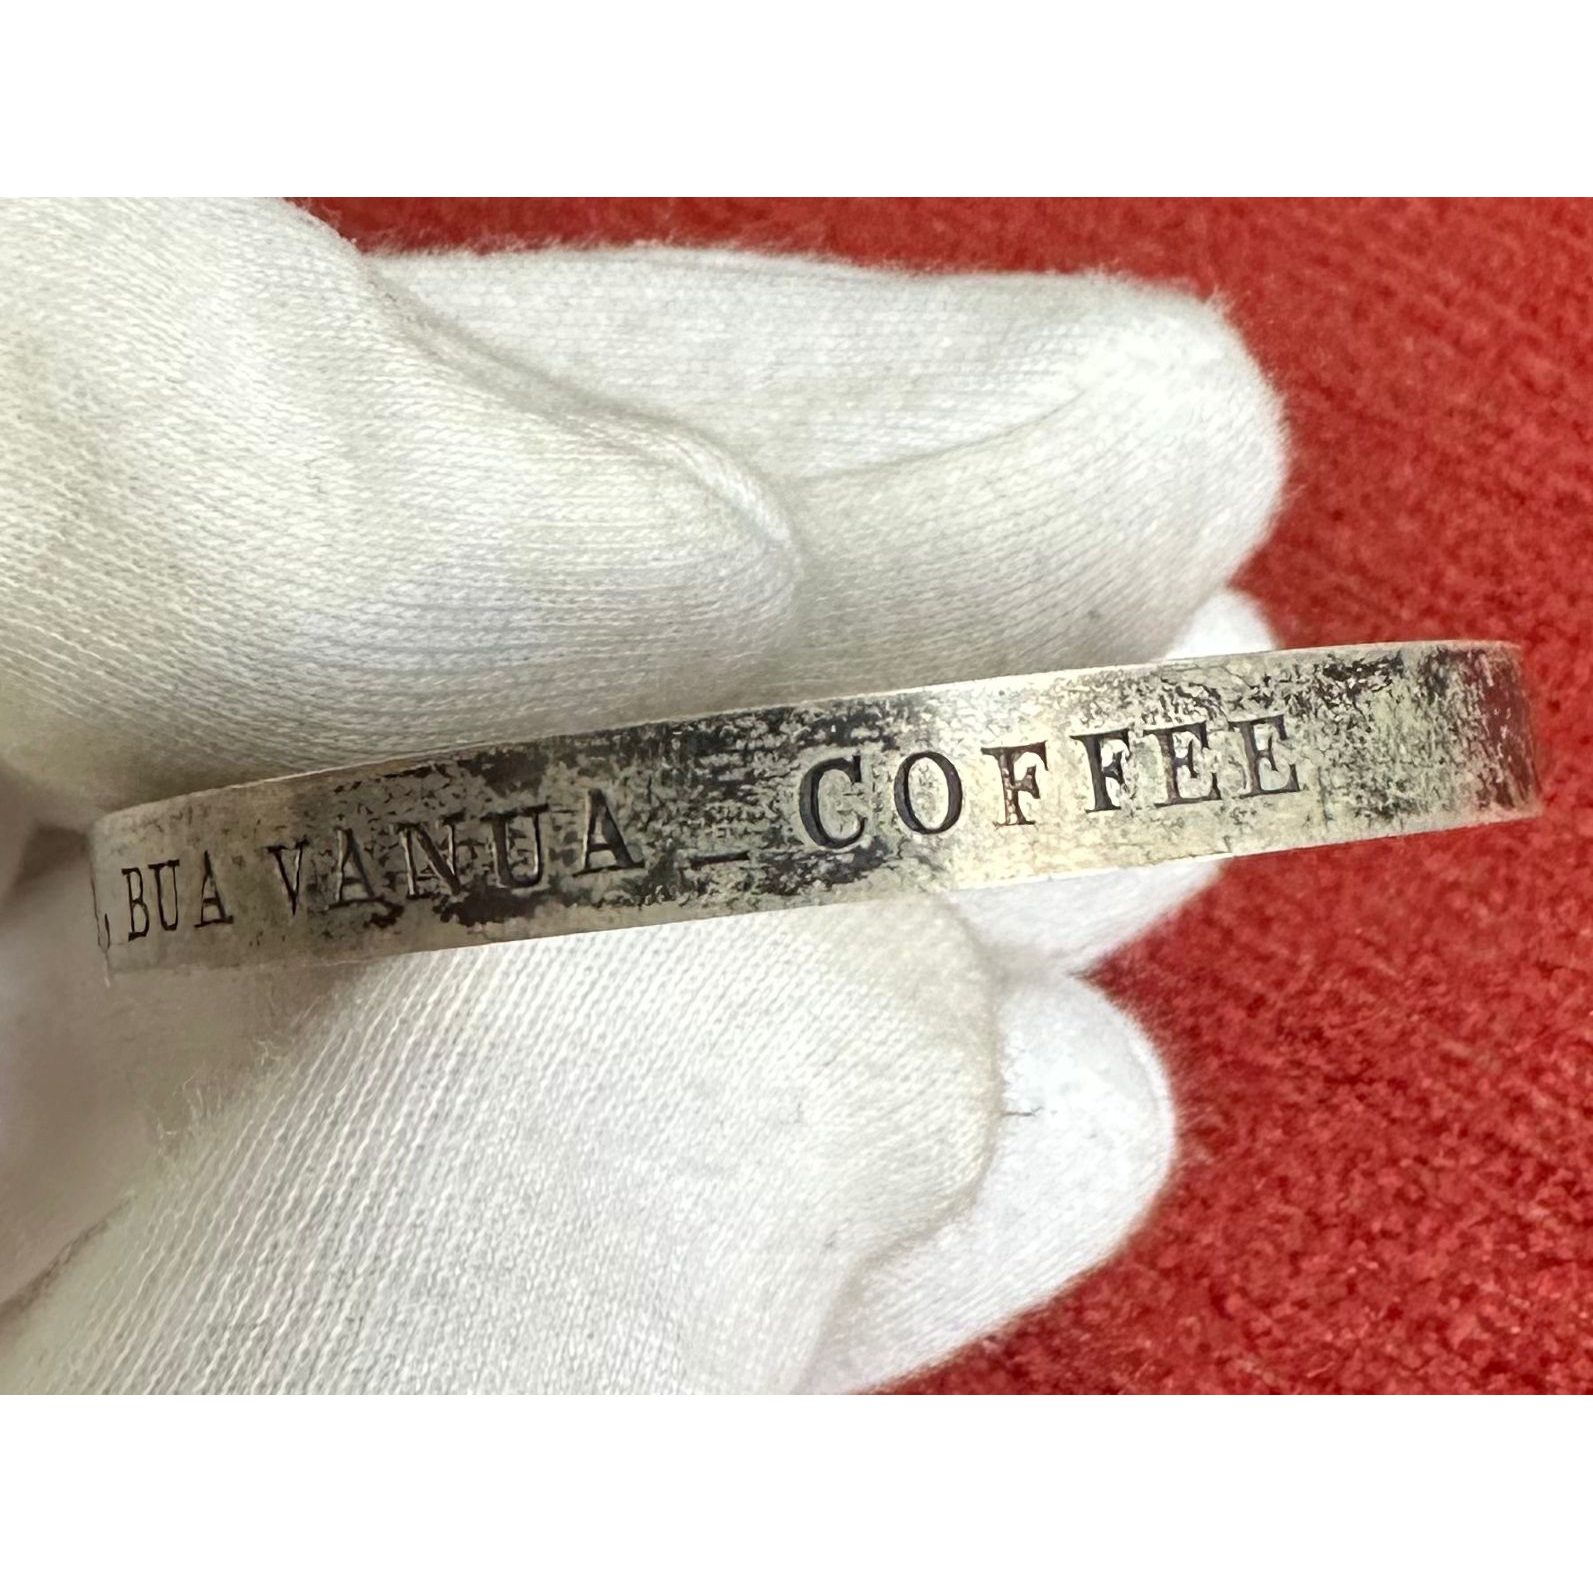 , BUA VANUA _ COFFEE